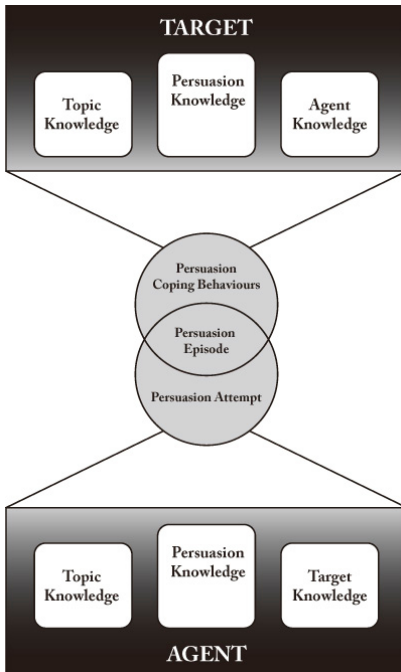 TARGET
Topic
Knowledge
Persuasion
Knowledge
Agent
Knowledge
Persuasion
Coping Behaviours
Persuasion
Episode
Persuasion Attempt
Topic
Knowledge
Persuasion
Knowledge
Target
Knowledge
AGENT